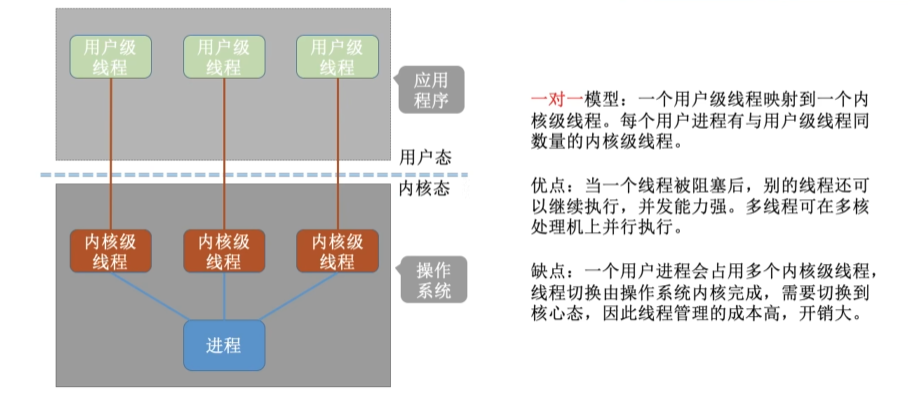 用户级
线程
用户级
线程
用户级
线程
应用
程序
用户态
内核态
内核级
线程
内核级
线程
内核级
线程
操作
系统
进程
一对一模型：一个用户级线程映射到一个内
核级线程。每个用户进程有与用户级线程同
数量的内核级线程。
优点：当一个线程被阻塞后，别的线程还可
以继续执行，并发能力强。多线程可在多核
处理机上并行执行。
缺点：一个用户进程会占用多个内核级线程，
线程切换由操作系统内核完成，需要切换到
核心态，因此线程管理的成本高，开销大。